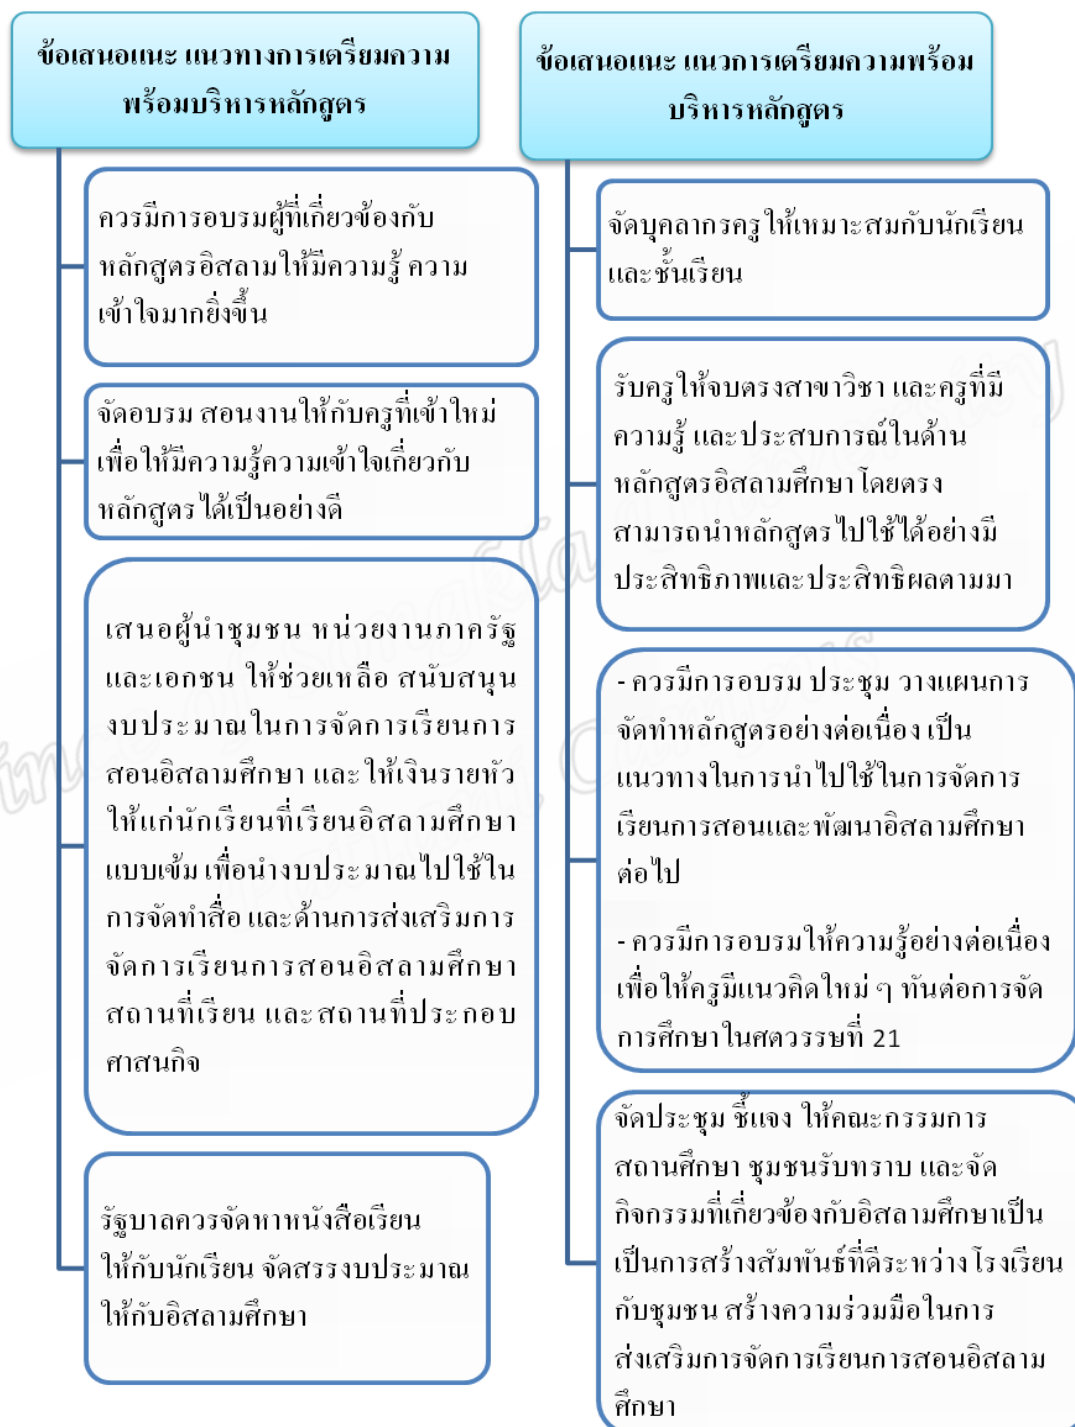 ข้อเสนอแนะ แนวทางการเตรียมความ
พร้อมบริหารหลักสูตร
ควรมีการอบรมผู้ที่เกี่ยวข้องกับ
หลักสูตรอิสลามให้มีความรู้ ความ
เข้าใจมากยิ่งขึ้น
จัดอบรม สอนงานให้กับครูที่เข้าใหม่
เพื่อให้มีความรู้ความเข้าใจเกี่ยวกับ
หลักสูตรได้เป็นอย่างดี
เสนอผู้นำชุมชน หน่วยงานภาครัฐ
และเอกชน ให้ช่วยเหลือ สนับสนุน
งบประมาณในการจัดการเรียนการ
สอนอิสลามศึกษา และให้เงินรายหัว
ให้แก่นักเรียนที่เรียนอิสลามศึกษา
แบบเข้ม เพื่อนำงบประมาณไปใช้ใน
การจัดทำสื่อ และด้านการส่งเสริมการ
จัดการเรียนการสอนอิสลามศึกษา
สถานที่เรียน และสถานที่ประกอบ
ศาสนกิจ
รัฐบาลควรจัดหาหนังสือเรียน
ให้กับนักเรียน จัดสรรงบประมาณ
ให้กับอิสลามศึกษา
ข้อเสนอแนะ แนวการเตรียมความพร้อม
บริหารหลักสูตร
จัดบุคลากรครูให้เหมาะสมกับนักเรียน
และชั้นเรียน
รับครูให้จบตรงสาขาวิชา และครูที่มี
ความรู้ และประสบการณ์ในด้าน
หลักสูตรอิสลามศึกษาโดยตรง
สามารถนำหลักสูตรไปใช้ได้อย่างมี
ประสิทธิภาพและประสิทธิผลตามมา
- ควรมีการอบรม ประชุม วางแผนการ
จัดทำหลักสูตรอย่างต่อเนื่อง เป็น
แนวทางในการนำไปใช้ในการจัดการ
เรียนการสอนและพัฒนาอิสลามศึกษา
ต่อไป
- ควรมีการอบรมให้ความรู้อย่างต่อเนื่อง
เพื่อให้ครูมีแนวคิดใหม่ ๆ ทันต่อการจัด
การศึกษาในศตวรรษที่ 21
จัดประชุม ชี้แจง ให้คณะกรรมการ
สถานศึกษา ชุมชนรับทราบ และจัด
กิจกรรมที่เกี่ยวข้องกับอิสลามศึกษาเป็น
เป็นการสร้างสัมพันธ์ที่ดีระหว่างโรงเรียน
กับชุมชน สร้างความร่วมมือในการ
ส่งเสริมการจัดการเรียนการสอนอิสลาม
ศึกษา